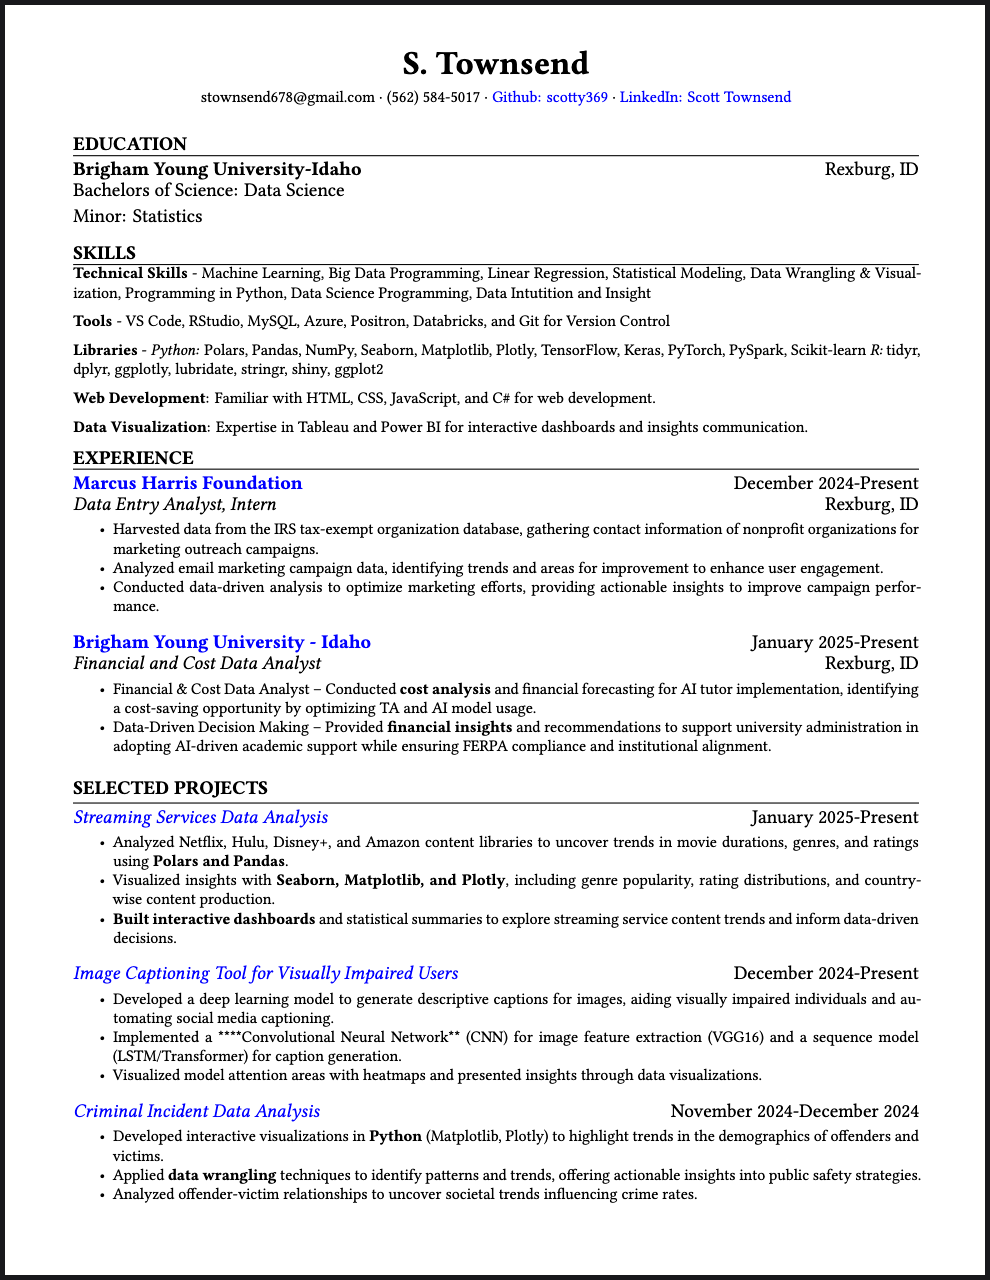 S. Townsend
stownsend678@gmail.com · (562) 584-5017 · Github: scotty369 · LinkedIn: Scott Townsend
EDUCATION
Brigham Young University-Idaho Rexburg, ID
Bachelors of Science: Data Science
Minor: Statistics
SKILLS
Technical Skills - Machine Learning, Big Data Programming, Linear Regression, Statistical Modeling, Data Wrangling & Visual-
ization, Programming in Python, Data Science Programming, Data Intutition and Insight
Tools - VS Code, RStudio, MySQL, Azure, Positron, Databricks, and Git for Version Control
Libraries - Python: Polars, Pandas, NumPy, Seaborn, Matplotlib, Plotly, TensorFlow, Keras, PyTorch, PySpark, Scikit-learn R: tidyr,
dplyr, ggplotly, lubridate, stringr, shiny, ggplot2
Web Development: Familiar with HTML, CSS, JavaScript, and C# for web development.
Data Visualization: Expertise in Tableau and Power BI for interactive dashboards and insights communication.
EXPERIENCE
Marcus Harris Foundation December 2024-Present
Data Entry Analyst, Intern Rexburg, ID
• Harvested data from the IRS tax-exempt organization database, gathering contact information of nonprofit organizations for
marketing outreach campaigns.
• Analyzed email marketing campaign data, identifying trends and areas for improvement to enhance user engagement.
• Conducted data-driven analysis to optimize marketing efforts, providing actionable insights to improve campaign perfor-
mance.
Brigham Young University - Idaho January 2025-Present
Financial and Cost Data Analyst Rexburg, ID
• Financial & Cost Data Analyst – Conducted cost analysis and financial forecasting for AI tutor implementation, identifying
a cost-saving opportunity by optimizing TA and AI model usage.
• Data-Driven Decision Making – Provided financial insights and recommendations to support university administration in
adopting AI-driven academic support while ensuring FERPA compliance and institutional alignment.
SELECTED PROJECTS
Streaming Services Data Analysis January 2025-Present
• Analyzed Netflix, Hulu, Disney+, and Amazon content libraries to uncover trends in movie durations, genres, and ratings
using Polars and Pandas.
• Visualized insights with Seaborn, Matplotlib, and Plotly, including genre popularity, rating distributions, and country-
wise content production.
• Built interactive dashboards and statistical summaries to explore streaming service content trends and inform data-driven
decisions.
Image Captioning Tool for Visually Impaired Users December 2024-Present
• Developed a deep learning model to generate descriptive captions for images, aiding visually impaired individuals and au-
tomating social media captioning.
• Implemented a ****Convolutional Neural Network** (CNN) for image feature extraction (VGG16) and a sequence model
(LSTM/Transformer) for caption generation.
• Visualized model attention areas with heatmaps and presented insights through data visualizations.
Criminal Incident Data Analysis November 2024-December 2024
• Developed interactive visualizations in Python (Matplotlib, Plotly) to highlight trends in the demographics of offenders and
victims.
• Applied data wrangling techniques to identify patterns and trends, offering actionable insights into public safety strategies.
• Analyzed offender-victim relationships to uncover societal trends influencing crime rates.